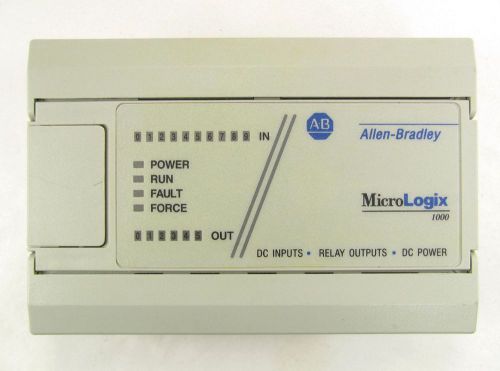 0 1 2 3 4 5 6 7 8 9 IN
AB
Allen-Bradley
POWER
RUN
FAULT
FORCE
MicroLogix
1000
0 1 2 3 4 5 OUT
DC INPUTS • RELAY OUTPUTS • DC POWER